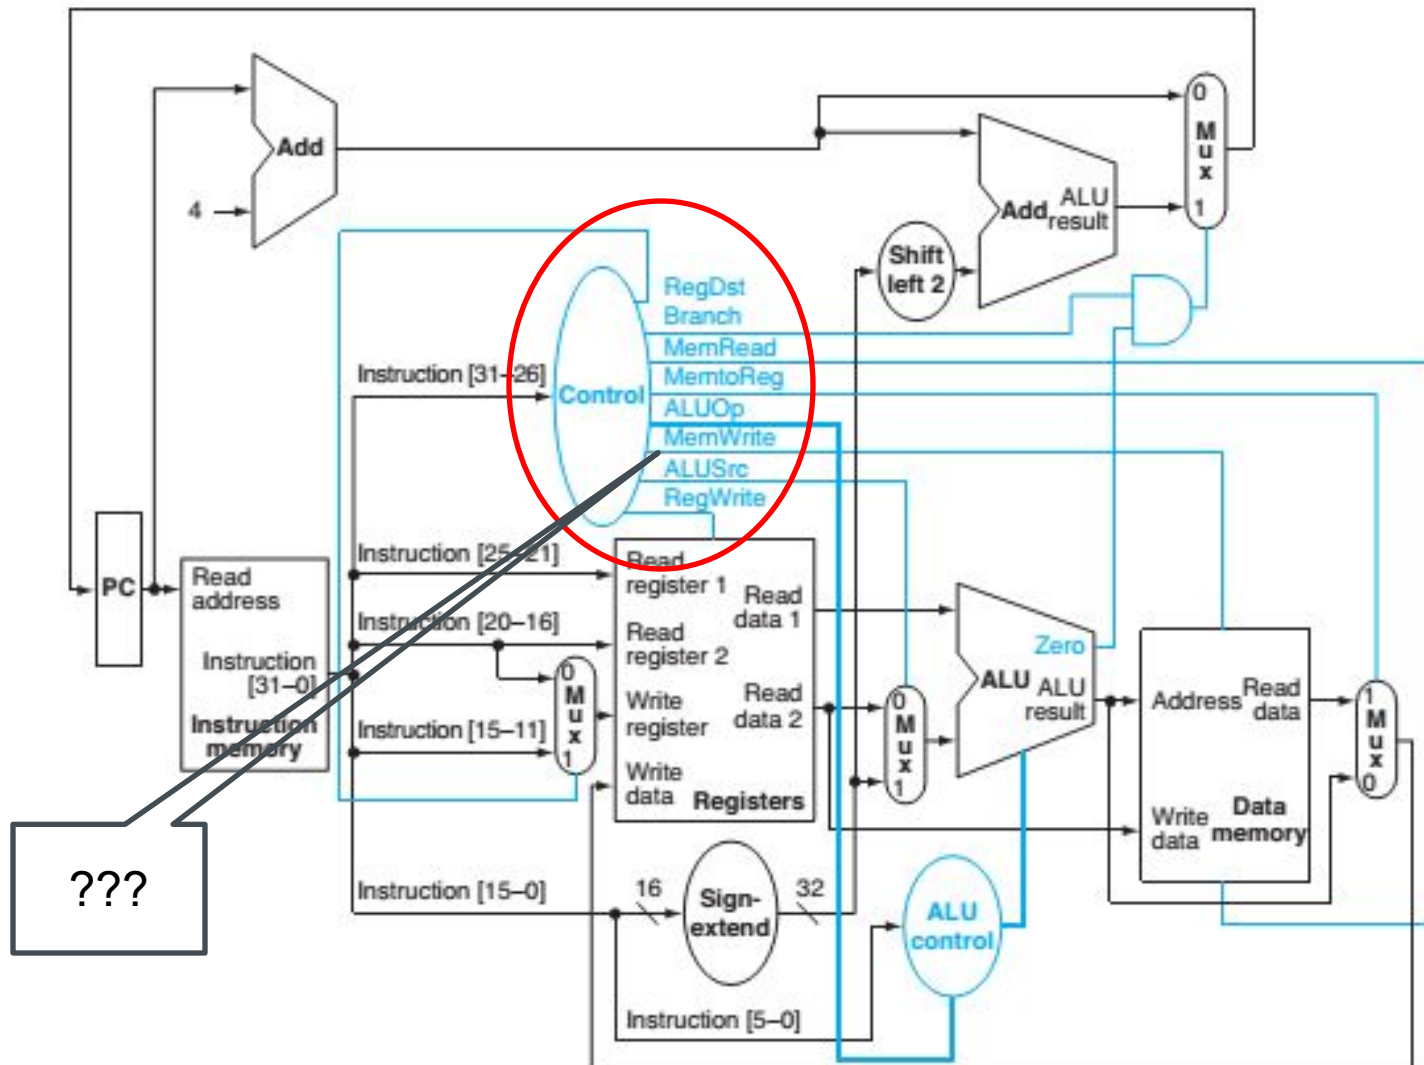 Add
4
0
M
u
x
1
Add
ALU
result
Shift
left 2
RegDst
Branch
MemRead
MemtoReg
ALUOp
MemWrite
ALUSrc
RegWrite
Control
Instruction [31–26]
Instruction [25–21]
Instruction [20–16]
Instruction [15–11]
Instruction [15–0]
Instruction [5–0]
PC
Read
address
Instruction
[31–0]
Instruction
memory
0
M
u
x
1
Read
register 1
Read
register 2
Write
register
Write
data
Read
data 1
Read
data 2
Registers
0
M
u
x
1
Zero
ALU
ALU
result
Address
Read
data
Write
data
Data
memory
1
M
u
x
0
???
16
Sign-
extend
32
ALU
control